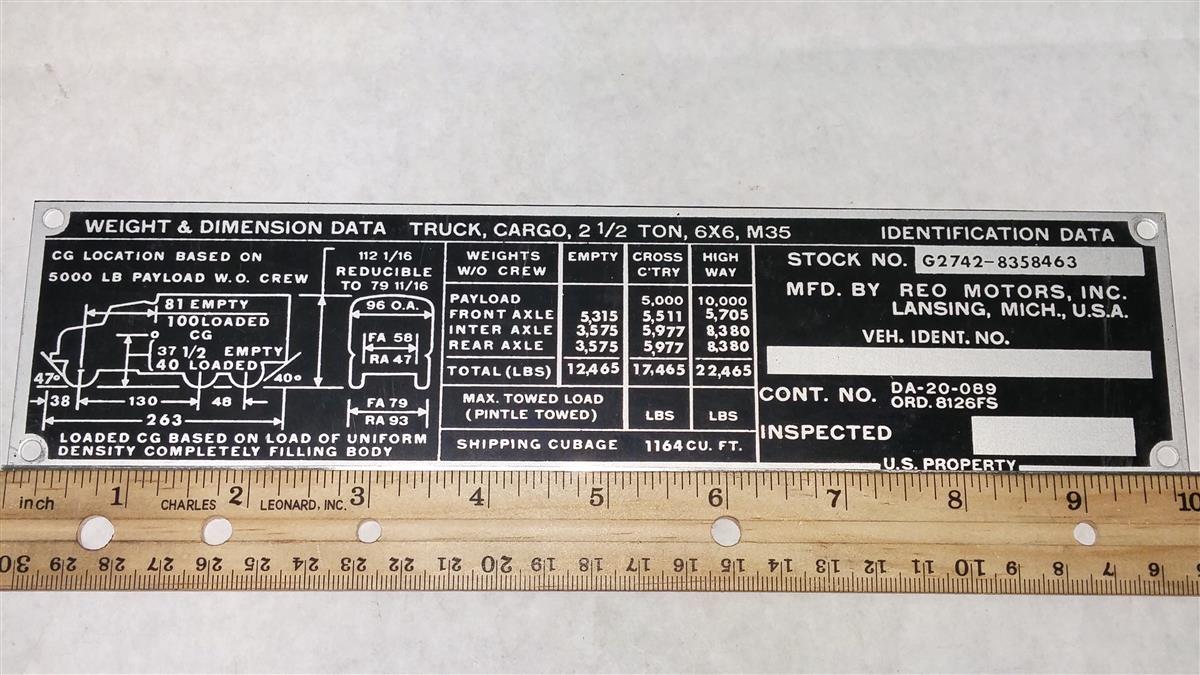 WEIGHT & DIMENSION DATA TRUCK, CARGO, 2 1/2 TON, 6X6, M35 IDENTIFICATION DATA
CG LOCATION BASED ON
5000 LB PAYLOAD W.O. CREW
112 1/16
REDUCIBLE
TO 79 11/16
81 EMPTY
100 LOADED
CG
37 1/2 EMPTY
40 LOADED
47° 40°
38 130 48
263
96 O.A.
FA 58
RA 47
FA 79
RA 93
LOADED CG BASED ON LOAD OF UNIFORM
DENSITY COMPLETELY FILLING BODY
WEIGHTS W/O CREW EMPTY CROSS C'TRY HIGH WAY
PAYLOAD 5,000 10,000
FRONT AXLE 5,315 5,511 5,705
INTER AXLE 3,575 5,977 8,380
REAR AXLE 3,575 5,977 8,380
TOTAL (LBS) 12,465 17,465 22,465
MAX. TOWED LOAD
(PINTLE TOWED) LBS LBS
SHIPPING CUBAGE 1164 CU. FT.
STOCK NO. G2742-8358463
MFD. BY REO MOTORS, INC.
LANSING, MICH., U.S.A.
VEH. IDENT. NO.
CONT. NO. DA-20-089
ORD. 8126FS
INSPECTED
U.S. PROPERTY
inch 1 CHARLES 2 LEONARD, INC. 3 4 5 6 7 8 9 10
30 29 28 27 26 25 24 23 22 21 20 19 18 17 16 15 14 13 12 11 10 9 8 7 6